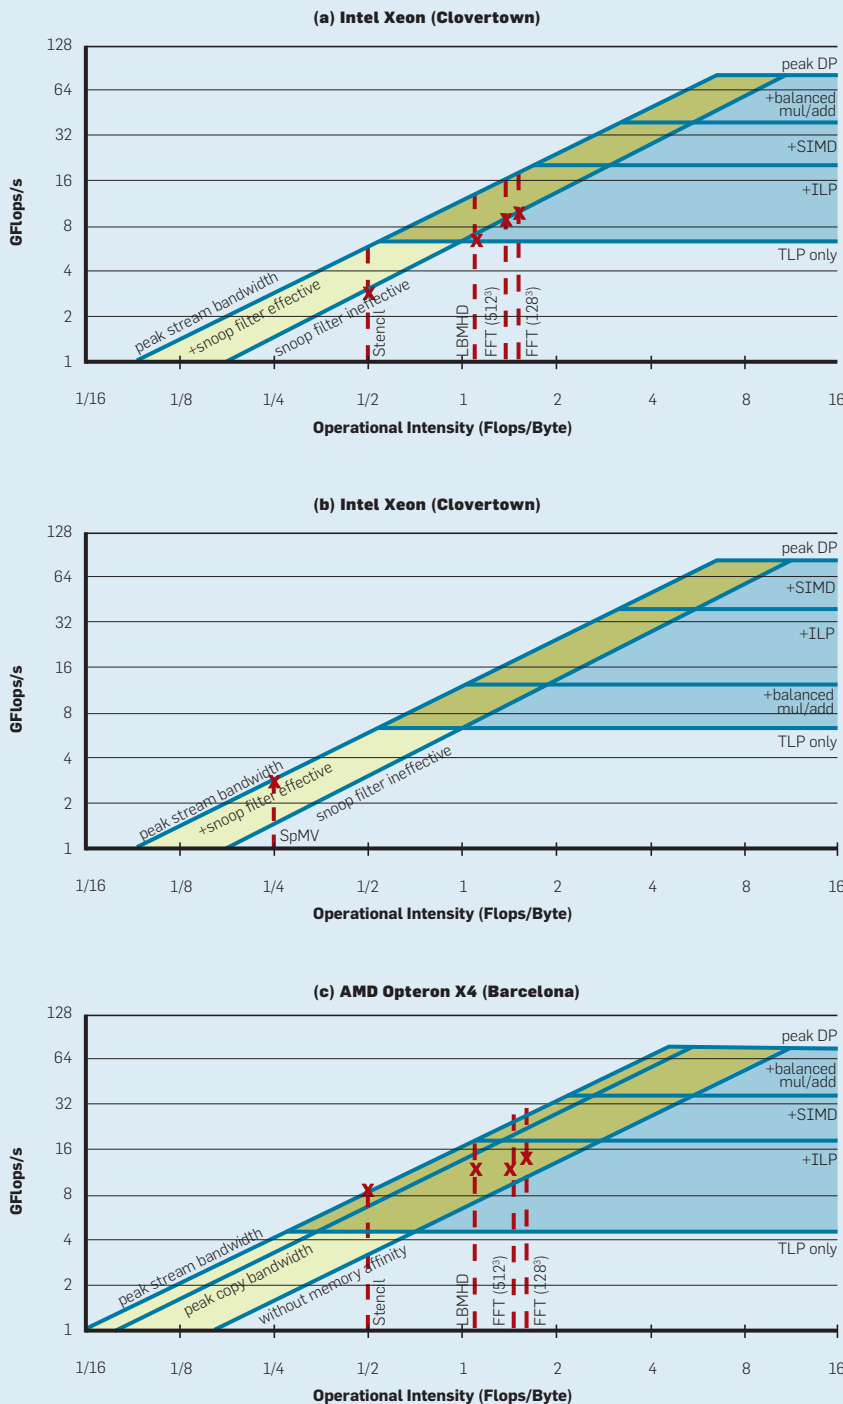 (a) Intel Xeon (Clovertown)
128
64
32
16
8
4
2
1
GFlops/s
peak DP
+balanced
mul/add
+SIMD
+ILP
TLP only
peak stream bandwidth
+snoop filter effective
snoop filter ineffective
Stencil
LBMHD
FFT (512³)
FFT (128³)
1/16
1/8
1/4
1/2
1
2
4
8
16
Operational Intensity (Flops/Byte)
(b) Intel Xeon (Clovertown)
128
64
32
16
8
4
2
1
GFlops/s
peak DP
+SIMD
+ILP
+balanced
mul/add
TLP only
peak stream bandwidth
+snoop filter effective
snoop filter ineffective
SpMV
1/16
1/8
1/4
1/2
1
2
4
8
16
Operational Intensity (Flops/Byte)
(c) AMD Opteron X4 (Barcelona)
128
64
32
16
8
4
2
1
GFlops/s
peak DP
+balanced
mul/add
+SIMD
+ILP
TLP only
peak stream bandwidth
peak copy bandwidth
without memory affinity
Stencil
LBMHD
FFT (512³)
FFT (128³)
1/16
1/8
1/4
1/2
1
2
4
8
16
Operational Intensity (Flops/Byte)